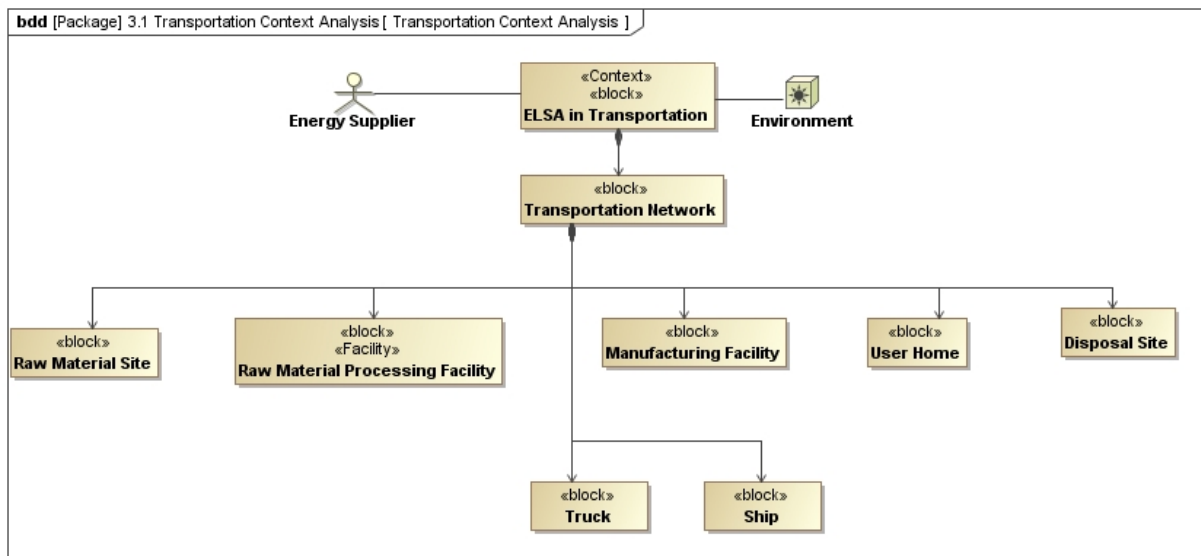 bdd [Package] 3.1 Transportation Context Analysis [ Transportation Context Analysis ]
«Context»
«block»
ELSA in Transportation
Energy Supplier
Environment
«block»
Transportation Network
«block»
Raw Material Site
«block»
«Facility»
Raw Material Processing Facility
«block»
Manufacturing Facility
«block»
User Home
«block»
Disposal Site
«block»
Truck
«block»
Ship